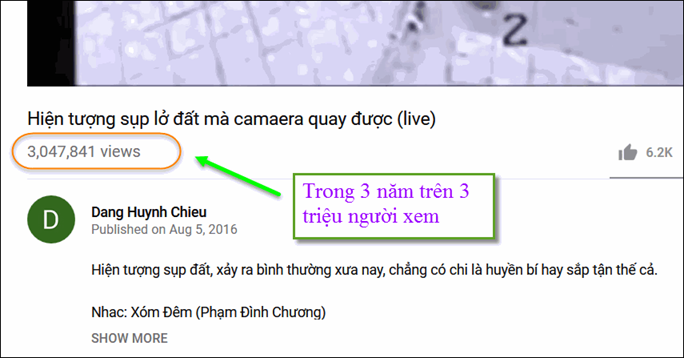 2
Hiện tượng sụp lở đất mà camaera quay được (live)
3,047,841 views
6.2K
Trong 3 năm trên 3
triệu người xem
D
Dang Huynh Chieu
Published on Aug 5, 2016
Hiện tượng sụp đất, xảy ra bình thường xưa nay, chẳng có chi là huyền bí hay sắp tận thế cả.
Nhac: Xóm Đêm (Phạm Đình Chương)
SHOW MORE